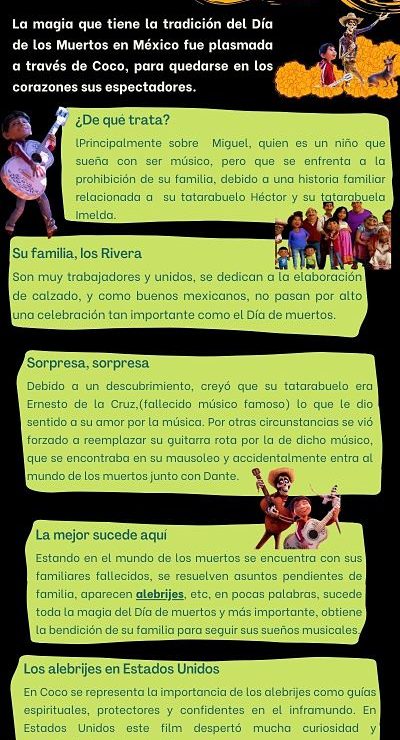 La magia que tiene la tradición del Día
de los Muertos en México fue plasmada
a través de Coco, para quedarse en los
corazones sus espectadores.
¿De qué trata?
lPrincipalmente sobre Miguel, quien es un niño que
sueña con ser músico, pero que se enfrenta a la
prohibición de su familia, debido a una historia familiar
relacionada a su tatarabuelo Héctor y su tatarabuela
Imelda.
Su familia, los Rivera
Son muy trabajadores y unidos, se dedican a la elaboración
de calzado, y como buenos mexicanos, no pasan por alto
una celebración tan importante como el Día de muertos.
Sorpresa, sorpresa
Debido a un descubrimiento, creyó que su tatarabuelo era
Ernesto de la Cruz,(fallecido músico famoso) lo que le dio
sentido a su amor por la música. Por otras circunstancias se vió
forzado a reemplazar su guitarra rota por la de dicho músico,
que se encontraba en su mausoleo y accidentalmente entra al
mundo de los muertos junto con Dante.
La mejor sucede aquí
Estando en el mundo de los muertos se encuentra con sus
familiares fallecidos, se resuelven asuntos pendientes de
familia, aparecen alebrijes, etc, en pocas palabras, sucede
toda la magia del Día de muertos y más importante, obtiene
la bendición de su familia para seguir sus sueños musicales.
Los alebrijes en Estados Unidos
En Coco se representa la importancia de los alebrijes como guías
espirituales, protectores y confidentes en el inframundo. En
Estados Unidos este film despertó mucha curiosidad y